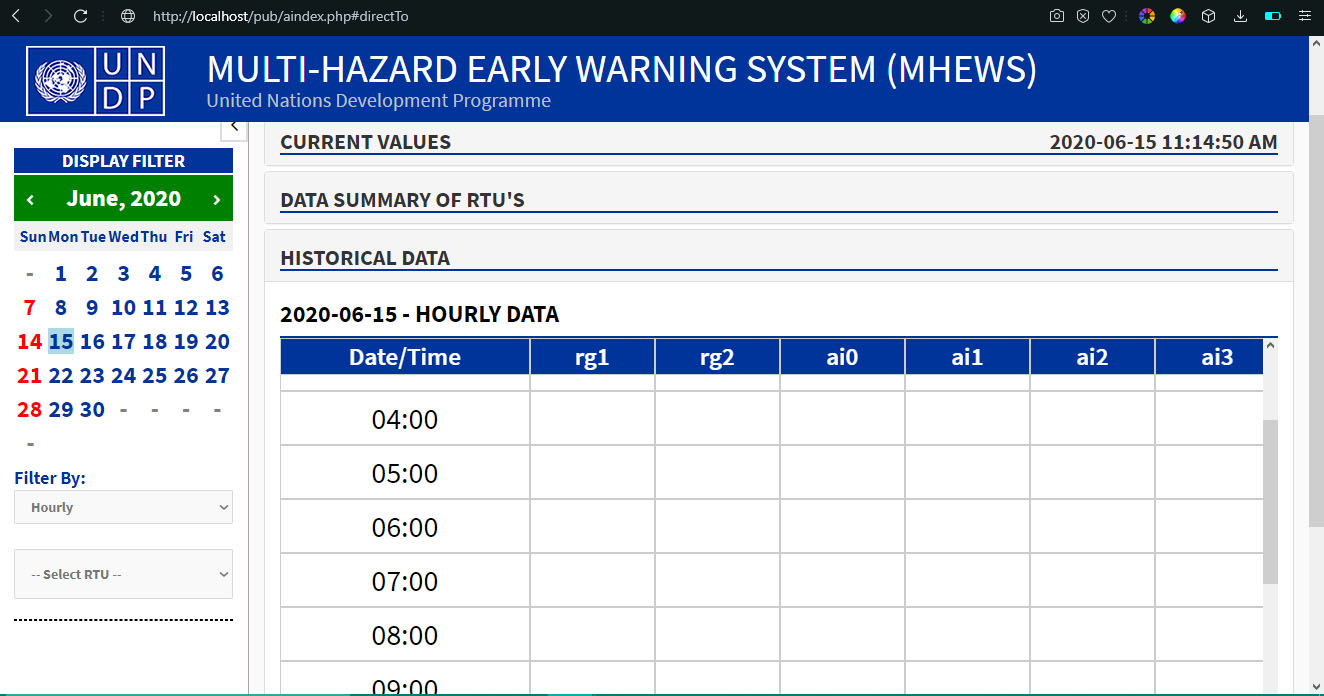 http://localhost/pub/aindex.php#directTo
U N
D P
MULTI-HAZARD EARLY WARNING SYSTEM (MHEWS)
United Nations Development Programme
DISPLAY FILTER
‹ June, 2020 ›
Sun Mon Tue Wed Thu Fri Sat
- 1 2 3 4 5 6
7 8 9 10 11 12 13
14 15 16 17 18 19 20
21 22 23 24 25 26 27
28 29 30 - - - -
-
Filter By:
Hourly
-- Select RTU --
CURRENT VALUES 2020-06-15 11:14:50 AM
DATA SUMMARY OF RTU'S
HISTORICAL DATA
2020-06-15 - HOURLY DATA
Date/Time rg1 rg2 ai0 ai1 ai2 ai3
04:00
05:00
06:00
07:00
08:00
09:00